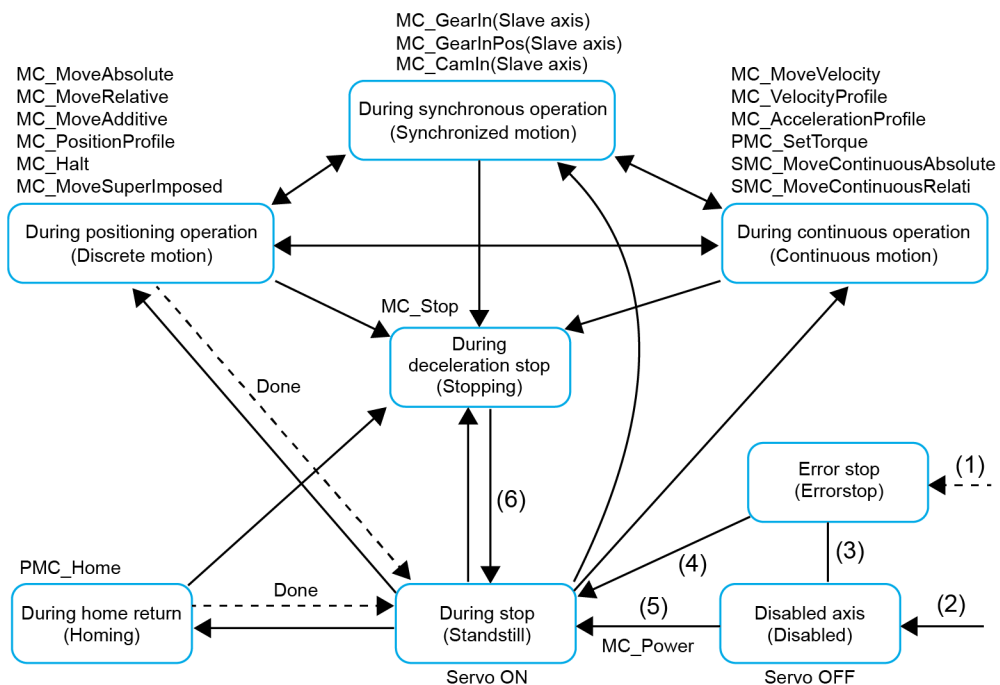 MC_GearIn(Slave axis)
MC_GearInPos(Slave axis)
MC_CamIn(Slave axis)
During synchronous operation
(Synchronized motion)
MC_MoveAbsolute
MC_MoveRelative
MC_MoveAdditive
MC_PositionProfile
MC_Halt
MC_MoveSuperImposed
During positioning operation
(Discrete motion)
MC_MoveVelocity
MC_VelocityProfile
MC_AccelerationProfile
PMC_SetTorque
SMC_MoveContinuousAbsolute
SMC_MoveContinuousRelati
During continuous operation
(Continuous motion)
MC_Stop
During
deceleration stop
(Stopping)
Done
(6)
Error stop
(Errorstop)
(1)
(3)
(4)
PMC_Home
During home return
(Homing)
Done
During stop
(Standstill)
Servo ON
(5)
MC_Power
Disabled axis
(Disabled)
Servo OFF
(2)